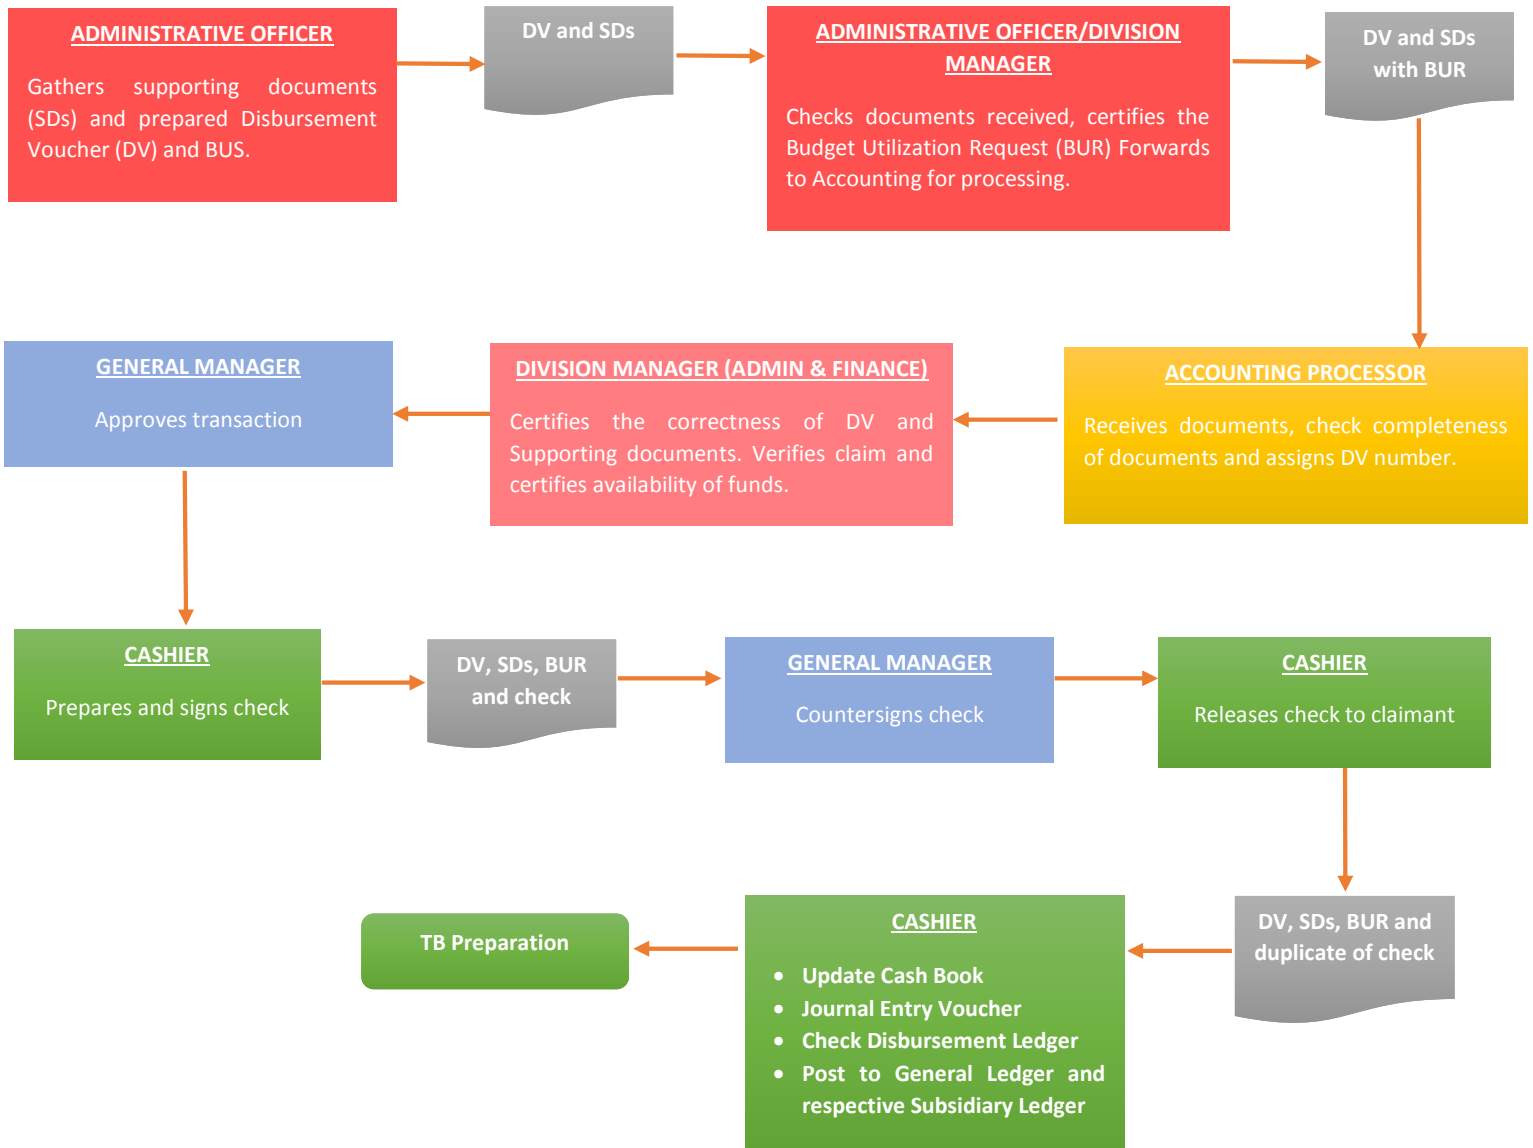 ADMINISTRATIVE OFFICER
Gathers supporting documents
(SDs) and prepared Disbursement
Voucher (DV) and BUS.
DV and SDs
ADMINISTRATIVE OFFICER/DIVISION
MANAGER
Checks documents received, certifies the
Budget Utilization Request (BUR) Forwards
to Accounting for processing.
DV and SDs
with BUR
GENERAL MANAGER
Approves transaction
DIVISION MANAGER (ADMIN & FINANCE)
Certifies the correctness of DV and
Supporting documents. Verifies claim and
certifies availability of funds.
ACCOUNTING PROCESSOR
Receives documents, check completeness
of documents and assigns DV number.
CASHIER
Prepares and signs check
DV, SDs, BUR
and check
GENERAL MANAGER
Countersigns check
CASHIER
Releases check to claimant
TB Preparation
CASHIER
• Update Cash Book
• Journal Entry Voucher
• Check Disbursement Ledger
• Post to General Ledger and
respective Subsidiary Ledger
DV, SDs, BUR and
duplicate of check